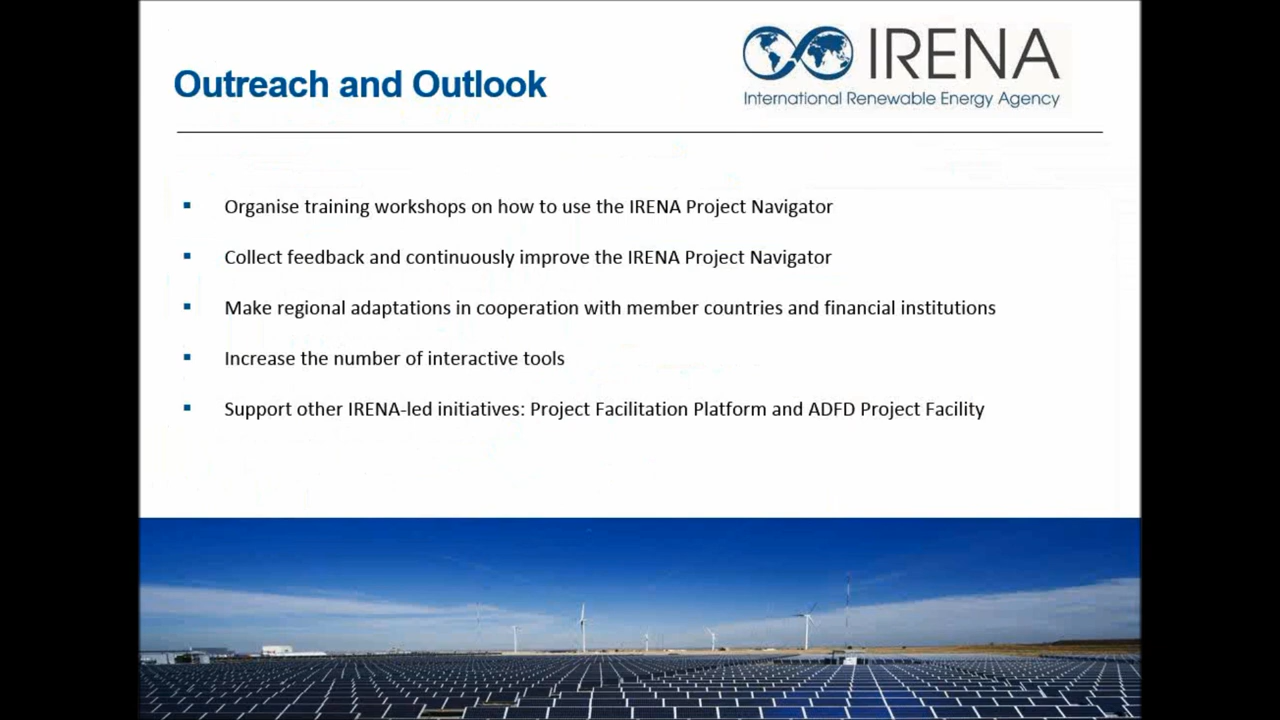 IRENA
International Renewable Energy Agency
Outreach and Outlook
▪ Organise training workshops on how to use the IRENA Project Navigator
▪ Collect feedback and continuously improve the IRENA Project Navigator
▪ Make regional adaptations in cooperation with member countries and financial institutions
▪ Increase the number of interactive tools
▪ Support other IRENA-led initiatives: Project Facilitation Platform and ADFD Project Facility